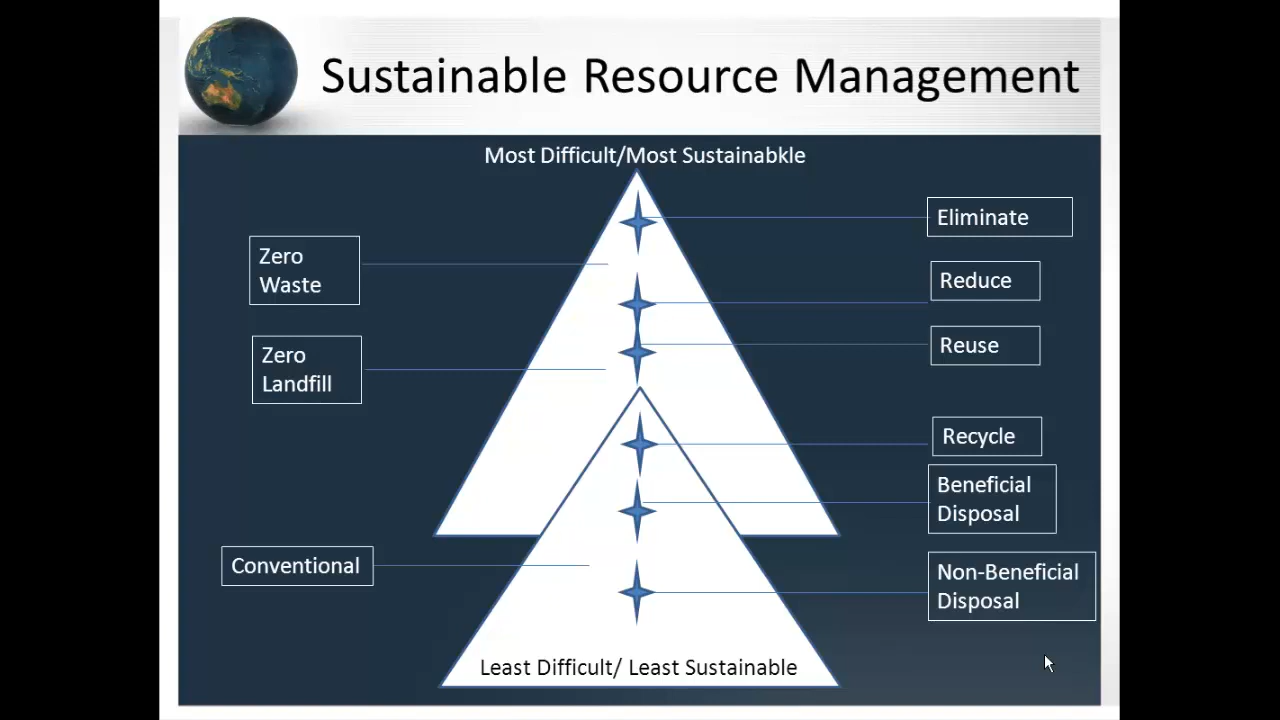 Sustainable Resource Management
Most Difficult/Most Sustainabkle
Eliminate
Zero
Waste
Reduce
Reuse
Zero
Landfill
Recycle
Beneficial
Disposal
Conventional
Non-Beneficial
Disposal
Least Difficult/ Least Sustainable